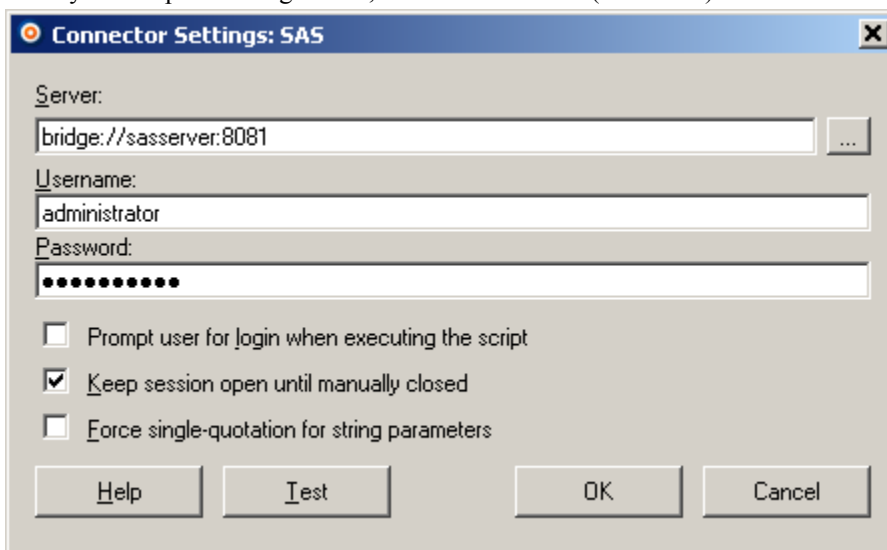 Connector Settings: SAS
Server:
bridge://sasserver:8081
...
Username:
administrator
Password:
●●●●●●●●●●
Prompt user for login when executing the script
Keep session open until manually closed
Force single-quotation for string parameters
Help Test OK Cancel